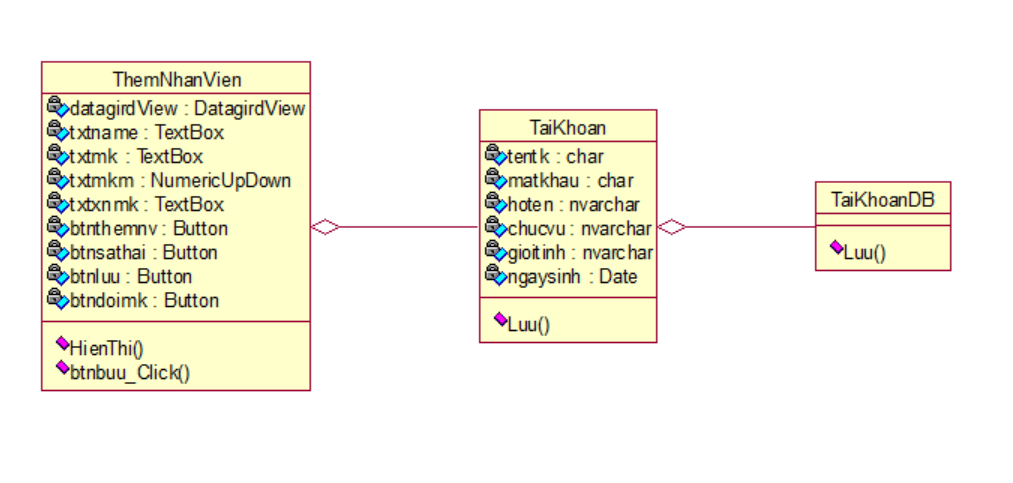 ThemNhanVien
datagirdView : DatagirdView
txtname : TextBox
txtmk : TextBox
txtmkm : NumericUpDown
txtxnmk : TextBox
btnthemnv : Button
btnsathai : Button
btnluu : Button
btndoimk : Button
HienThi()
btnbuu_Click()
TaiKhoan
tentk : char
matkhau : char
hoten : nvarchar
chucvu : nvarchar
gioitinh : nvarchar
ngaysinh : Date
Luu()
TaiKhoanDB
Luu()